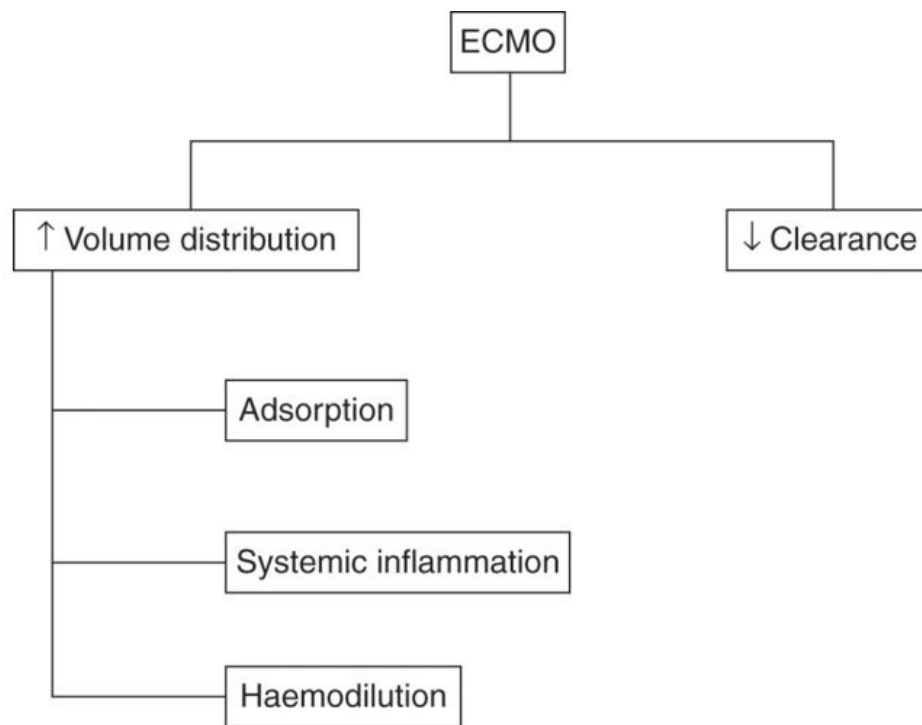 ECMO
↑ Volume distribution
↓ Clearance
Adsorption
Systemic inflammation
Haemodilution